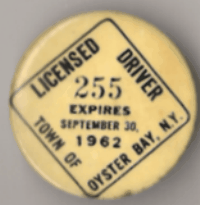 LICENSED DRIVER
255
EXPIRES
SEPTEMBER 30,
1962
TOWN OF
OYSTER BAY, N.Y.